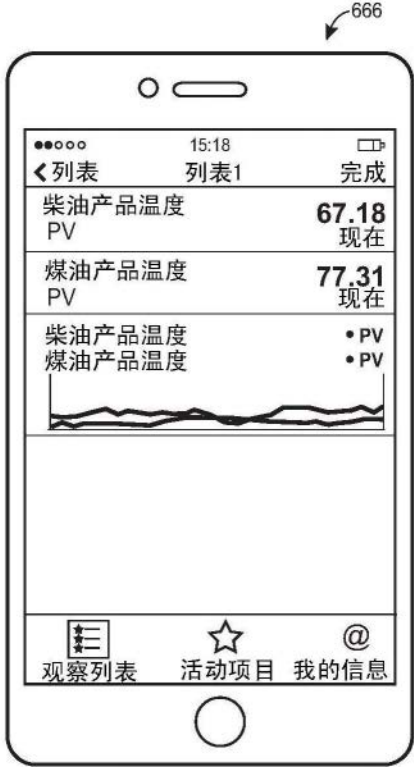 666
15:18
列表 列表1 完成
柴油产品温度 67.18
PV 现在
煤油产品温度 77.31
PV 现在
柴油产品温度 • PV
煤油产品温度 • PV
@
观察列表 活动项目 我的信息